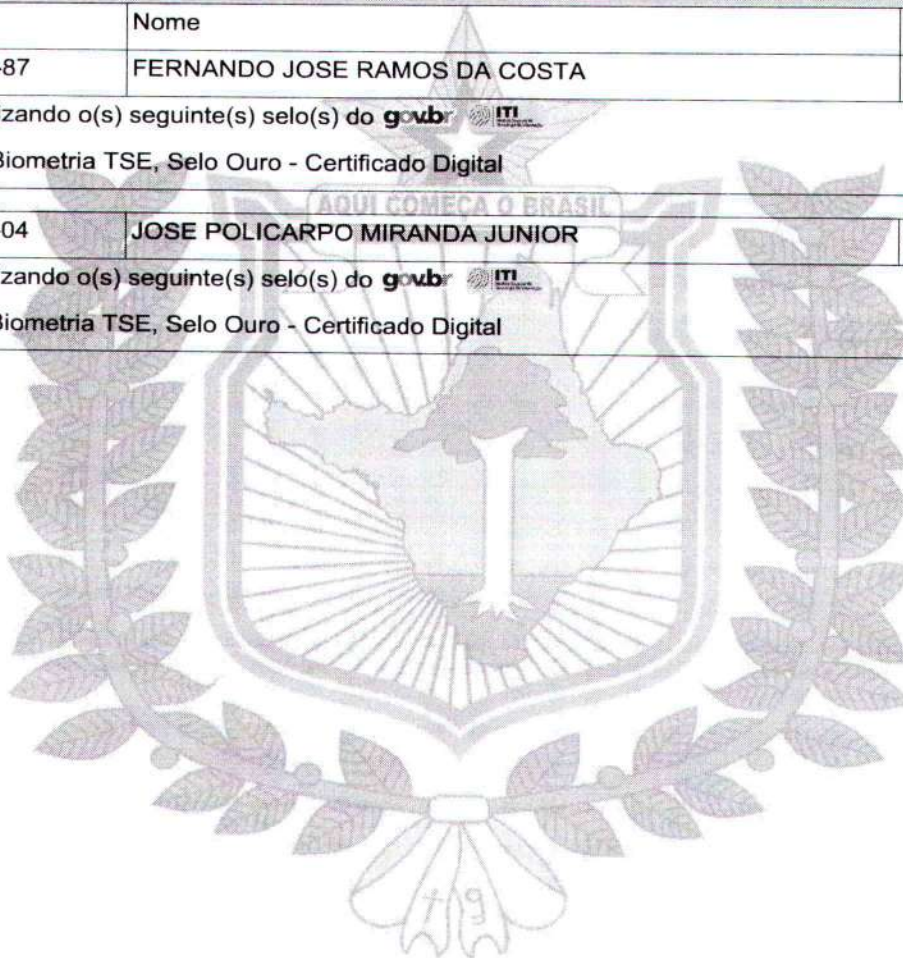 Nome
-87 FERNANDO JOSE RAMOS DA COSTA
zando o(s) seguinte(s) selo(s) do gov.br ITI
Biometria TSE, Selo Ouro - Certificado Digital
AQUI COMEÇA O BRASIL
-04 JOSE POLICARPO MIRANDA JUNIOR
zando o(s) seguinte(s) selo(s) do gov.br ITI
Biometria TSE, Selo Ouro - Certificado Digital